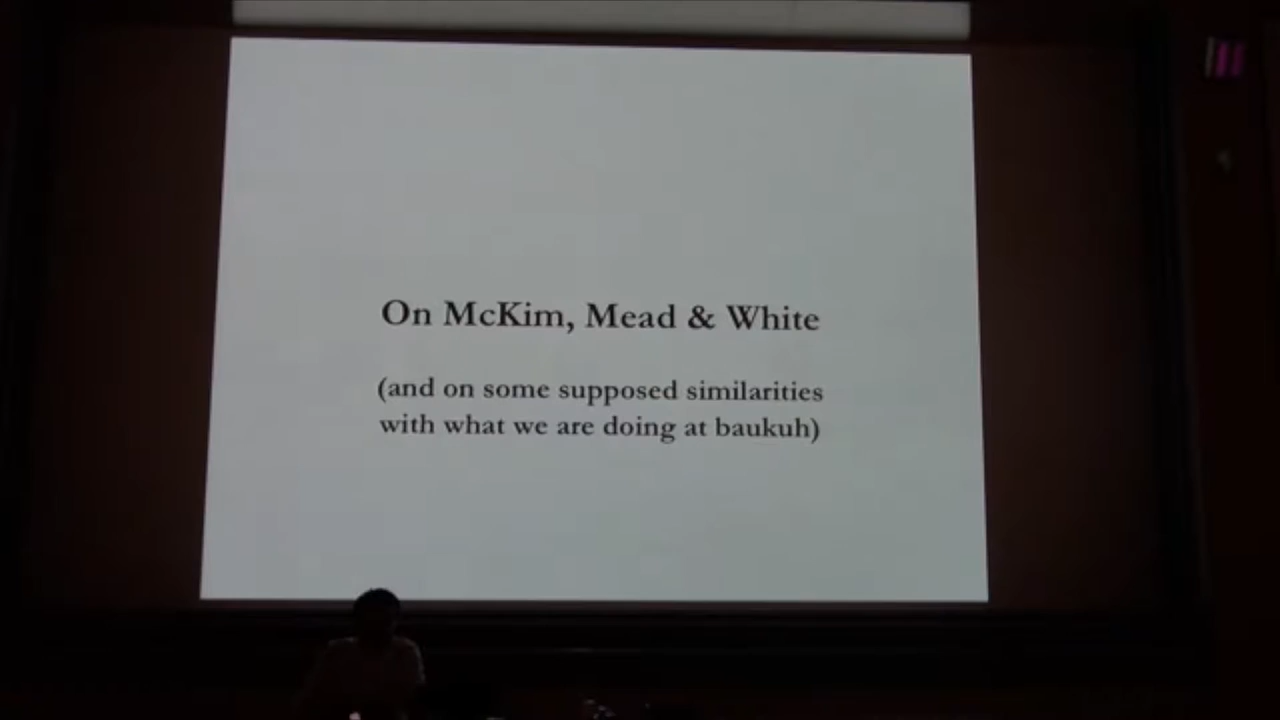 On McKim, Mead & White
(and on some supposed similarities
with what we are doing at baukuh)